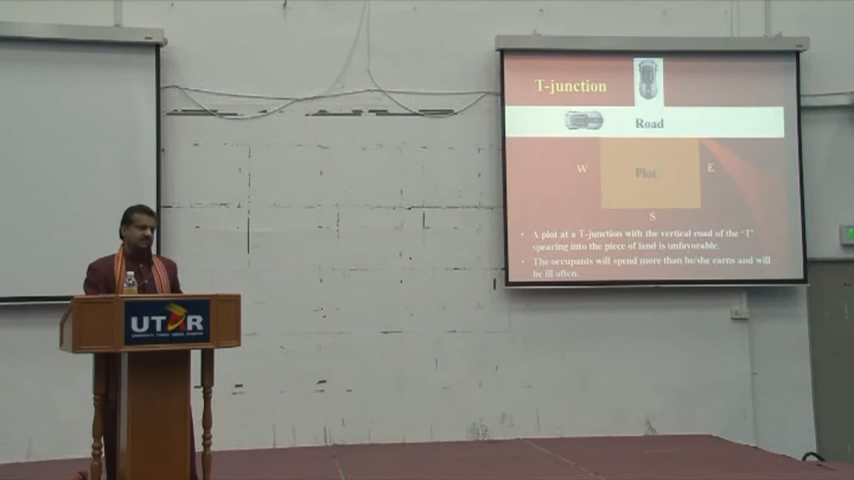 T-junction
Road
W
Plot
E
S
• A plot at a T-junction with the vertical road of the 'T'
spearing into the piece of land is unfavorable.
• The occupants will spend more than he/she earns and will
be ill often.
UTAR